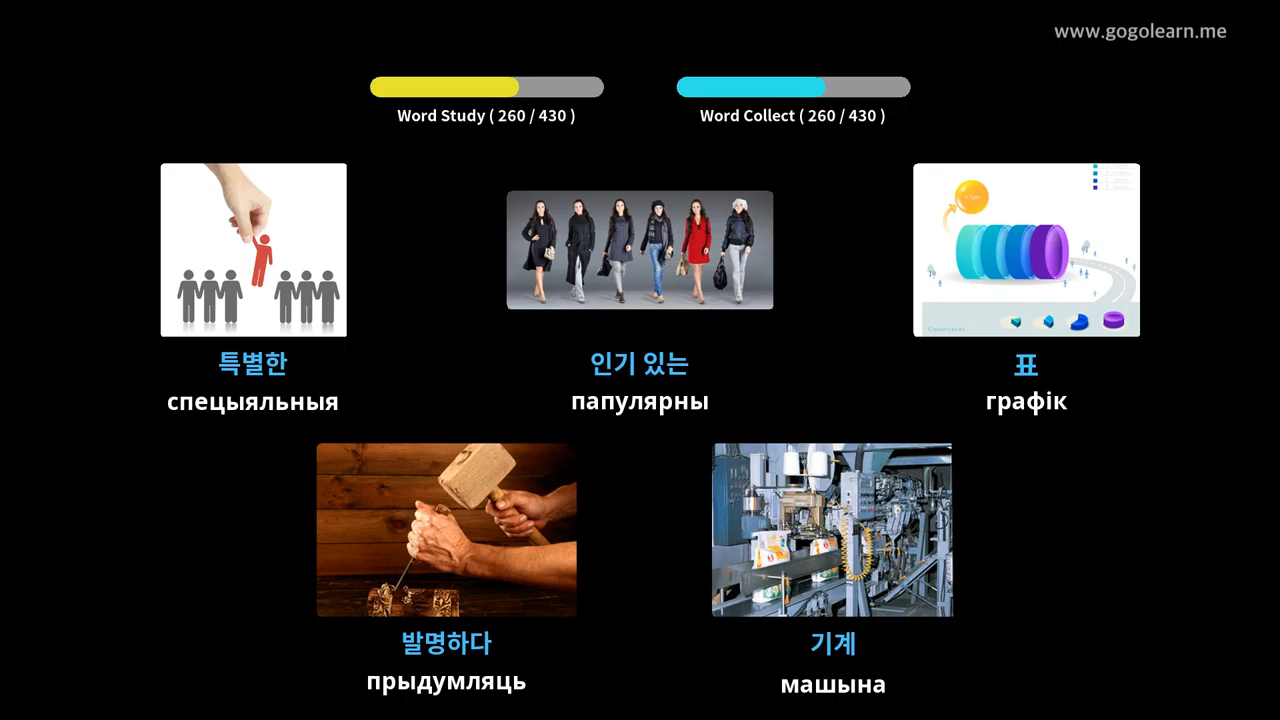 www.gogolearn.me
Word Study ( 260 / 430 )
Word Collect ( 260 / 430 )
특별한
спецыяльныя
인기 있는
папулярны
표
графік
발명하다
прыдумляць
기계
машына